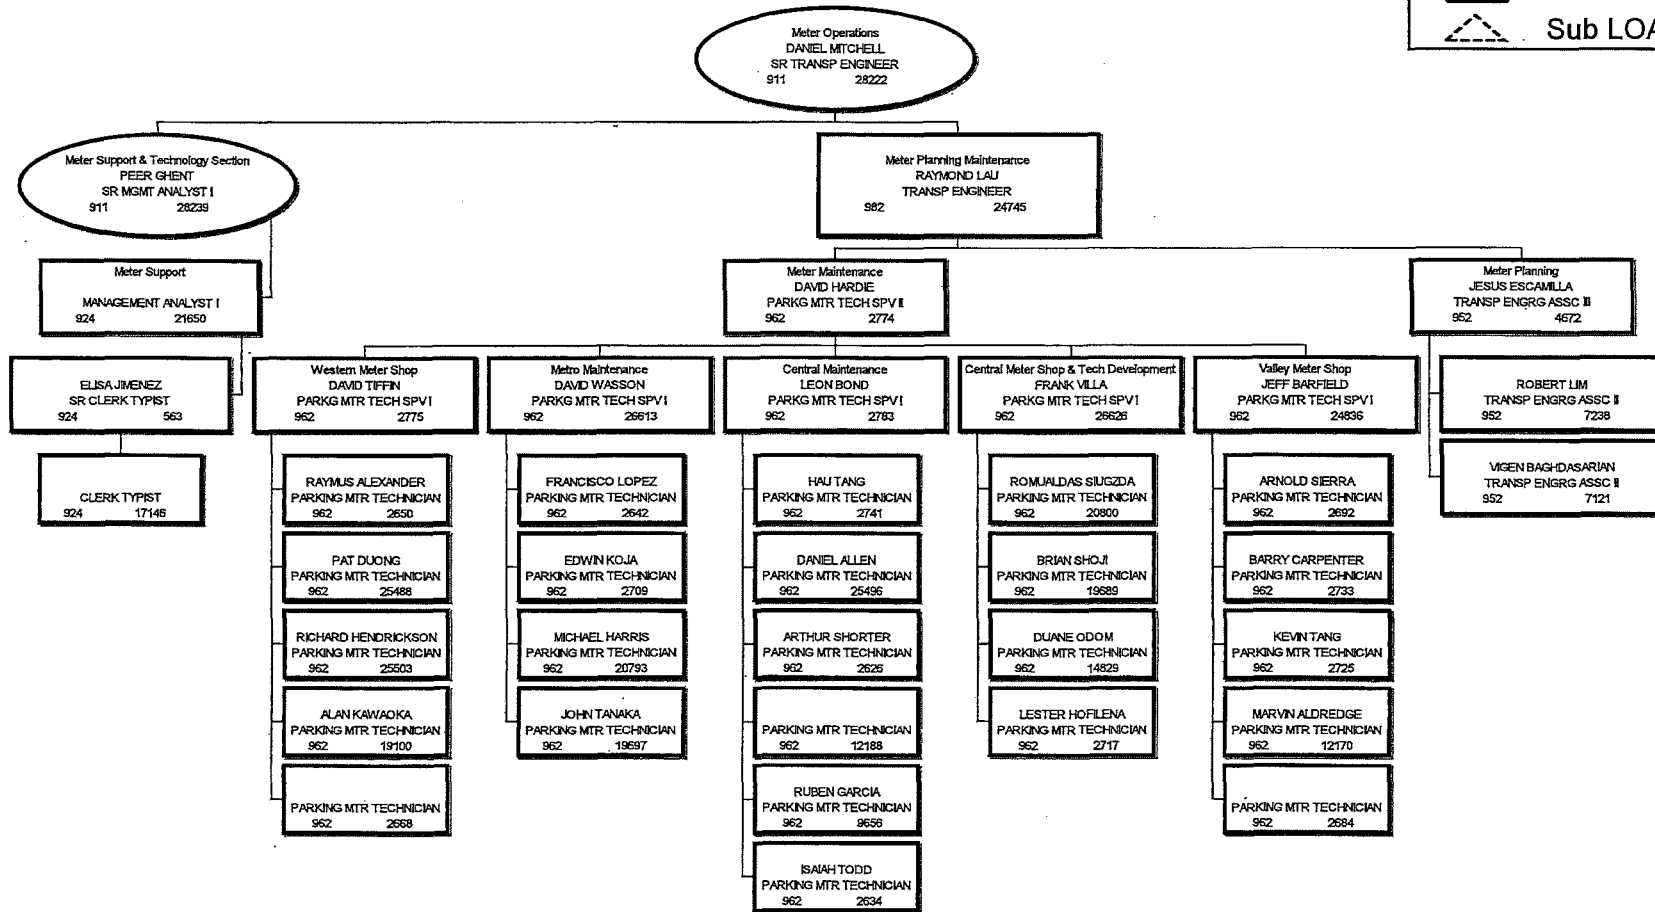 Sub LOA
Meter Operations
DANIEL MITCHELL
SR TRANSP ENGINEER
911 28222
Meter Support & Technology Section
PEER GHENT
SR MGMT ANALYST I
911 28239
Meter Planning Maintenance
RAYMOND LAU
TRANSP ENGINEER
982 24745
Meter Support
MANAGEMENT ANALYST I
924 21650
Meter Maintenance
DAVID HARDIE
PARKG MTR TECH SPV II
962 2774
Meter Planning
JESUS ESCAMILLA
TRANSP ENGRG ASSC III
952 4672
ELISA JIMENEZ
SR CLERK TYPIST
924 563
CLERK TYPIST
924 17146
Western Meter Shop
DAVID TIFFIN
PARKG MTR TECH SPV I
962 2775
Metro Maintenance
DAVID WASSON
PARKG MTR TECH SPV I
962 26613
Central Maintenance
LEON BOND
PARKG MTR TECH SPV I
962 2783
Central Meter Shop & Tech Development
FRANK VILLA
PARKG MTR TECH SPV I
962 26626
Valley Meter Shop
JEFF BARFIELD
PARKG MTR TECH SPV I
962 24836
ROBERT LIM
TRANSP ENGRG ASSC II
952 7238
VIGEN BAGHDASARIAN
TRANSP ENGRG ASSC II
952 7121
RAYMUS ALEXANDER
PARKING MTR TECHNICIAN
962 2650
PAT DUONG
PARKING MTR TECHNICIAN
962 25488
RICHARD HENDRICKSON
PARKING MTR TECHNICIAN
962 25503
ALAN KAWAOKA
PARKING MTR TECHNICIAN
962 19100
PARKING MTR TECHNICIAN
962 2668
FRANCISCO LOPEZ
PARKING MTR TECHNICIAN
962 2642
EDWIN KOJA
PARKING MTR TECHNICIAN
962 2709
MICHAEL HARRIS
PARKING MTR TECHNICIAN
962 20793
JOHN TANAKA
PARKING MTR TECHNICIAN
962 19697
HAU TANG
PARKING MTR TECHNICIAN
962 2741
DANIEL ALLEN
PARKING MTR TECHNICIAN
962 25496
ARTHUR SHORTER
PARKING MTR TECHNICIAN
962 2626
PARKING MTR TECHNICIAN
962 12188
RUBEN GARCIA
PARKING MTR TECHNICIAN
962 9656
ISAIAH TODD
PARKING MTR TECHNICIAN
962 2634
ROMUALDAS SIUGZDA
PARKING MTR TECHNICIAN
962 20800
BRIAN SHOJI
PARKING MTR TECHNICIAN
962 19689
DUANE ODOM
PARKING MTR TECHNICIAN
962 14829
LESTER HOFILENA
PARKING MTR TECHNICIAN
962 2717
ARNOLD SIERRA
PARKING MTR TECHNICIAN
962 2692
BARRY CARPENTER
PARKING MTR TECHNICIAN
962 2733
KEVIN TANG
PARKING MTR TECHNICIAN
962 2725
MARVIN ALDREDGE
PARKING MTR TECHNICIAN
962 12170
PARKING MTR TECHNICIAN
962 2684